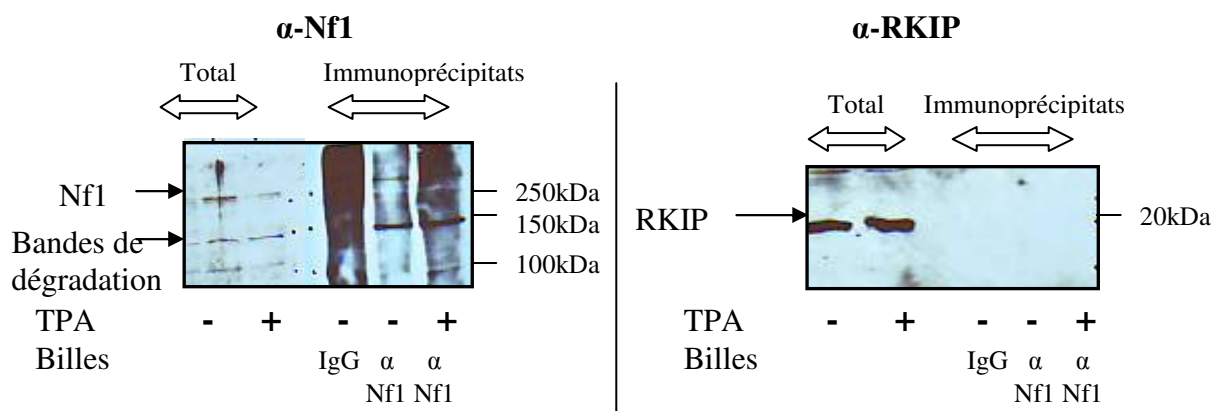 α-Nf1
Total Immunoprécipitats
Nf1
Bandes de
dégradation
250kDa
150kDa
100kDa
TPA - + - - +
Billes IgG α α
Nf1 Nf1
α-RKIP
Total Immunoprécipitats
RKIP
20kDa
TPA - + - - +
Billes IgG α α
Nf1 Nf1